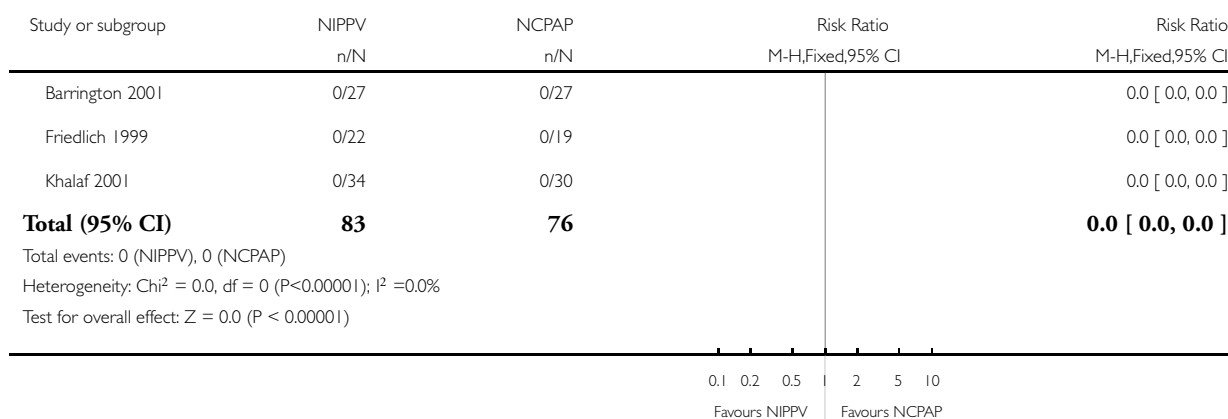 Study or subgroup NIPPV NCPAP Risk Ratio Risk Ratio
n/N n/N M-H,Fixed,95% CI M-H,Fixed,95% CI
Barrington 2001 0/27 0/27 0.0 [ 0.0, 0.0 ]
Friedlich 1999 0/22 0/19 0.0 [ 0.0, 0.0 ]
Khalaf 2001 0/34 0/30 0.0 [ 0.0, 0.0 ]
Total (95% CI) 83 76 0.0 [ 0.0, 0.0 ]
Total events: 0 (NIPPV), 0 (NCPAP)
Heterogeneity: Chi² = 0.0, df = 0 (P<0.00001); I² =0.0%
Test for overall effect: Z = 0.0 (P < 0.00001)
0.1 0.2 0.5 1 2 5 10
Favours NIPPV Favours NCPAP